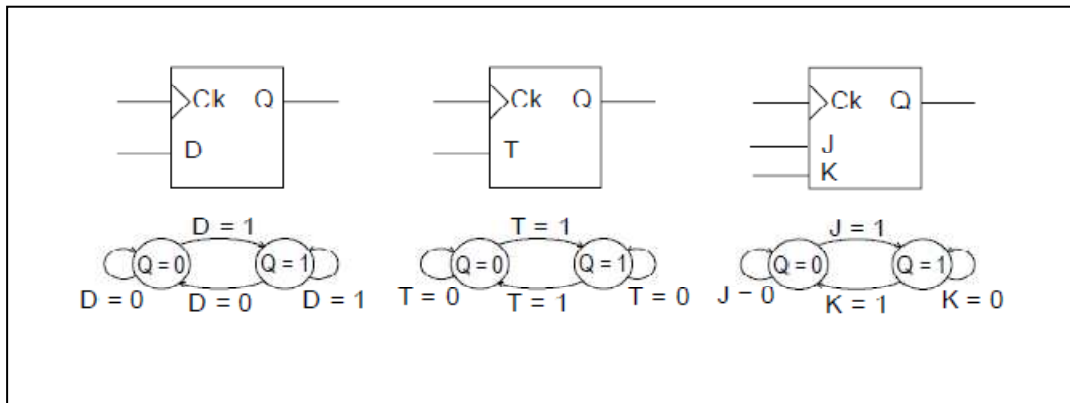 Ck Q
D
Ck Q
T
Ck Q
J
K
D = 1
Q = 0 Q = 1
D = 0 D = 0 D = 1
T = 1
Q = 0 Q = 1
T = 0 T = 1 T = 0
J = 1
Q = 0 Q = 1
J − 0 K = 1 K = 0